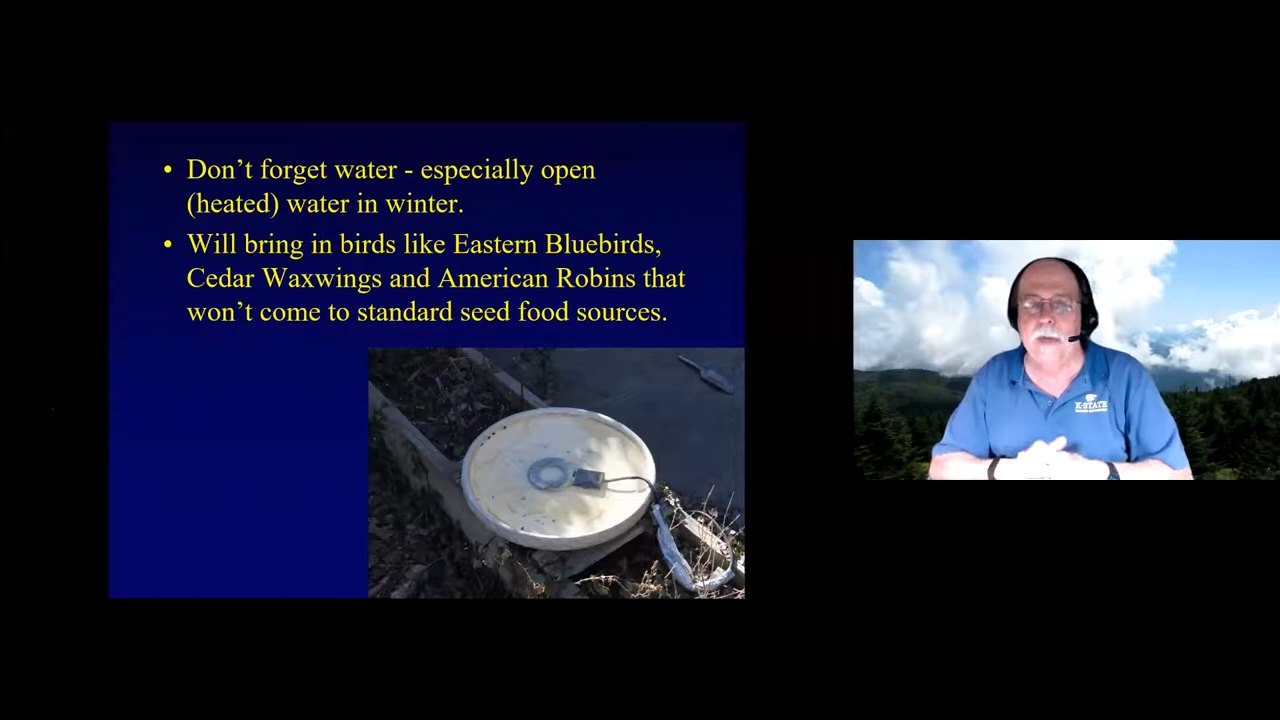 • Don't forget water - especially open
(heated) water in winter.
• Will bring in birds like Eastern Bluebirds,
Cedar Waxwings and American Robins that
won't come to standard seed food sources.
K-STATE